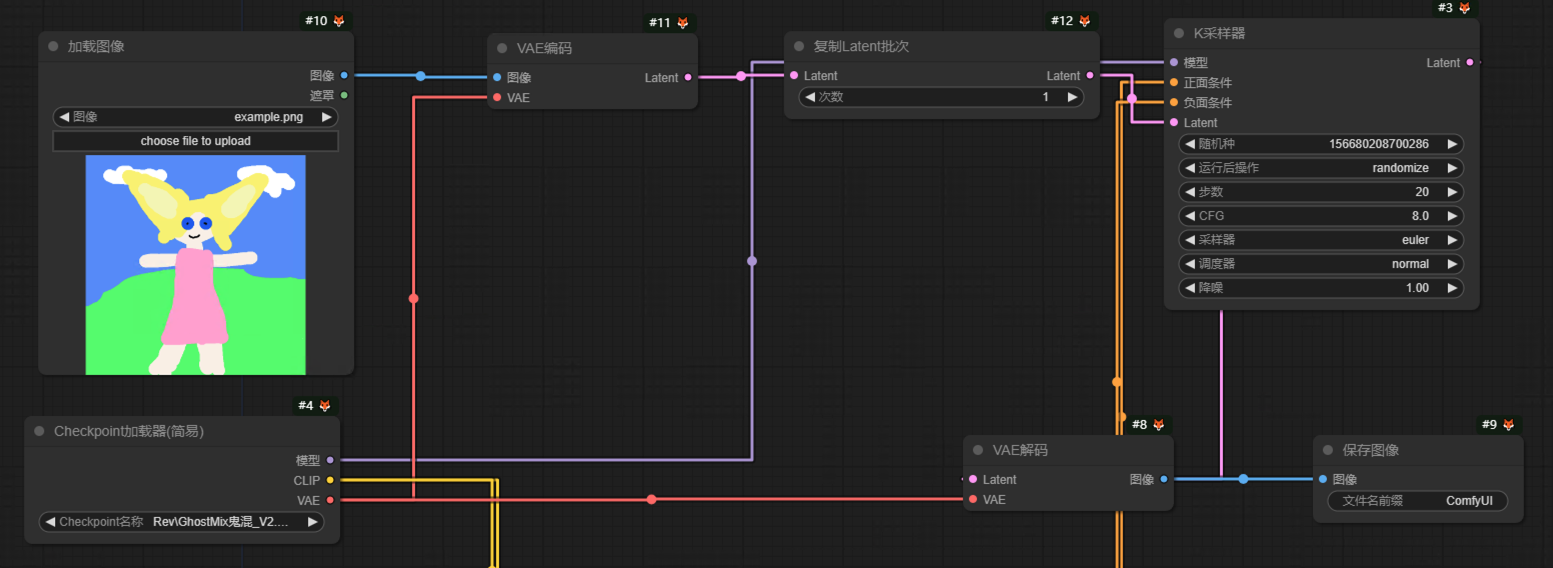 #10
加载图像
图像
遮罩
图像 example.png
choose file to upload
#11
VAE编码
图像 Latent
VAE
#12
复制Latent批次
Latent Latent
次数 1
#3
K采样器
模型 Latent
正面条件
负面条件
Latent
随机种 156680208700286
运行后操作 randomize
步数 20
CFG 8.0
采样器 euler
调度器 normal
降噪 1.00
#4
Checkpoint加载器(简易)
模型
CLIP
VAE
Checkpoint名称 Rev\GhostMix鬼混_V2....
#8
VAE解码
Latent 图像
VAE
#9
保存图像
图像
文件名前缀 ComfyUI